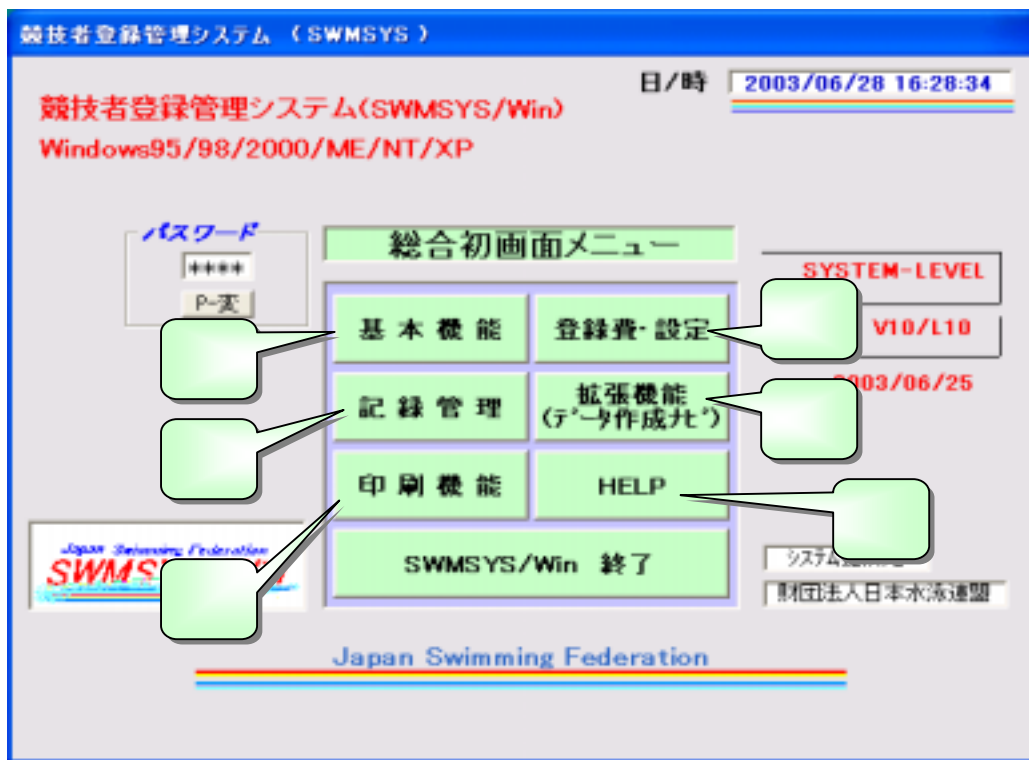 競技者登録管理システム (SWMSYS)
日/時 2003/06/28 16:28:34
競技者登録管理システム(SWMSYS/Win)
Windows95/98/2000/ME/NT/XP
パスワード
****
P-変
総合初画面メニュー
SYSTEM-LEVEL
V10/L10
2003/06/25
基本機能
登録費・設定
記録管理
拡張機能
(データ作成ナビ)
印刷機能
HELP
SWMSYS/Win 終了
Japan Swimming Federation
システム
財団法人日本水泳連盟
Japan Swimming Federation